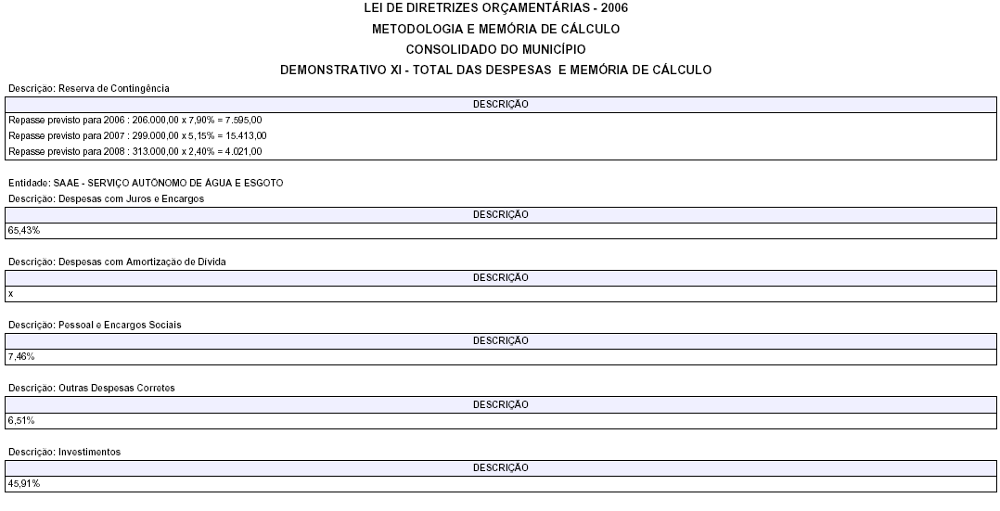 LEI DE DIRETRIZES ORÇAMENTÁRIAS - 2006
METODOLOGIA E MEMÓRIA DE CÁLCULO
CONSOLIDADO DO MUNICÍPIO
DEMONSTRATIVO XI - TOTAL DAS DESPESAS E MEMÓRIA DE CÁLCULO
Descrição: Reserva de Contingência
DESCRIÇÃO
Repasse previsto para 2006 : 206.000,00 x 7,90% = 7.595,00
Repasse previsto para 2007 : 299.000,00 x 5,15% = 15.413,00
Repasse previsto para 2008 : 313.000,00 x 2,40% = 4.021,00
Entidade: SAAE - SERVIÇO AUTÔNOMO DE ÁGUA E ESGOTO
Descrição: Despesas com Juros e Encargos
DESCRIÇÃO
65,43%
Descrição: Despesas com Amortização de Dívida
DESCRIÇÃO
x
Descrição: Pessoal e Encargos Sociais
DESCRIÇÃO
7,46%
Descrição: Outras Despesas Corretes
DESCRIÇÃO
6,51%
Descrição: Investimentos
DESCRIÇÃO
45,91%